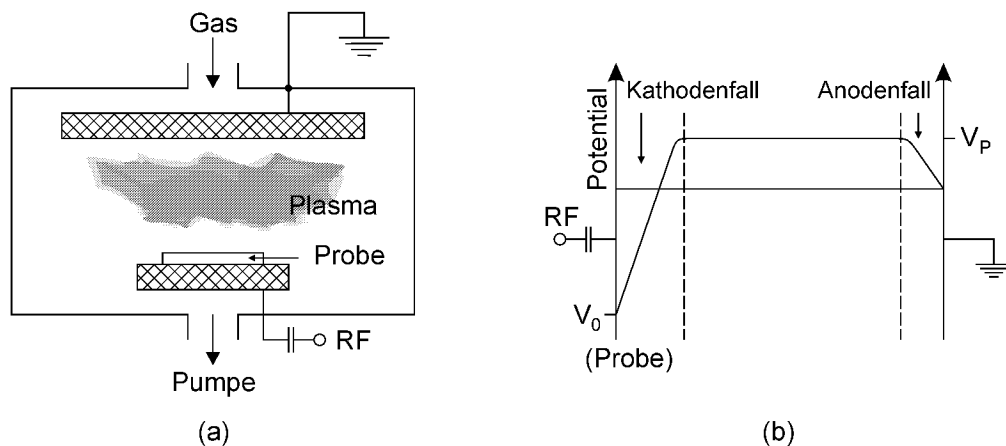 Gas
Plasma
Probe
RF
Pumpe
(a)
Potential
Kathodenfall
Anodenfall
V_P
RF
V_0
(Probe)
(b)